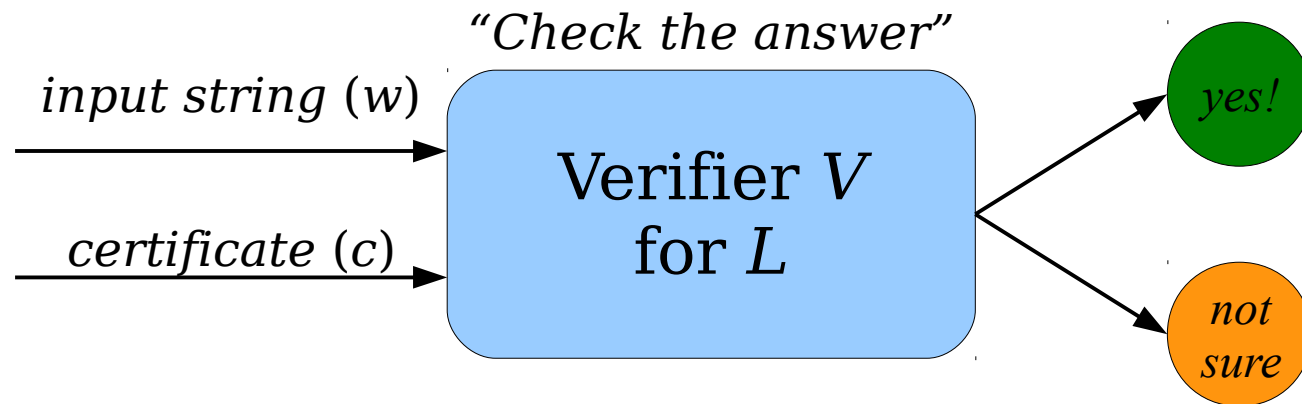 “Check the answer”
input string (w)
certificate (c)
Verifier V
for L
yes!
not
sure